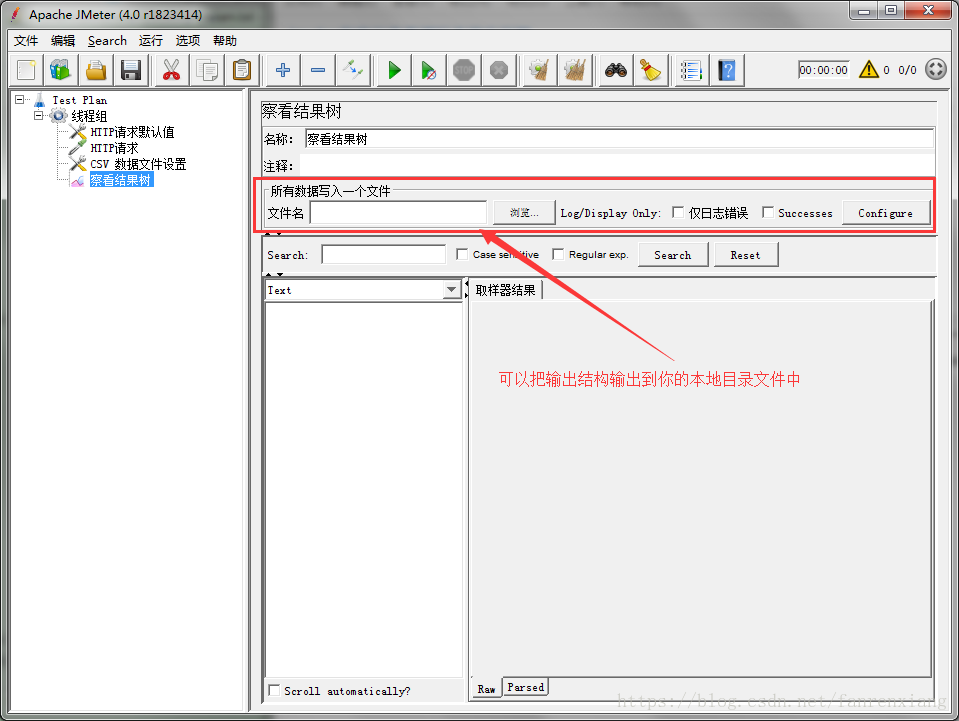 Apache JMeter (4.0 r1823414)
文件 编辑 Search 运行 选项 帮助
STOP
00:00:00 0 0/0
Test Plan
线程组
HTTP请求默认值
HTTP请求
CSV 数据文件设置
察看结果树
察看结果树
名称: 察看结果树
注释:
所有数据写入一个文件
文件名 浏览... Log/Display Only: 仅日志错误 Successes Configure
Search: Case sensitive Regular exp. Search Reset
Text
取样器结果
可以把输出结构输出到你的本地目录文件中
Scroll automatically?
Raw Parsed
https://blog.csdn.net/fanrenxiang